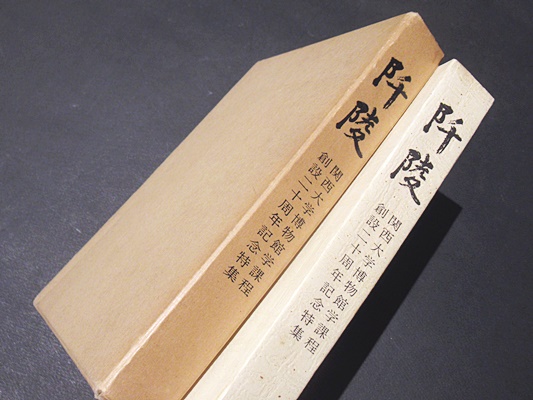 阡陵
関西大学博物館学課程
創設二十周年記念特集
阡陵
関西大学博物館学課程
創設二十周年記念特集